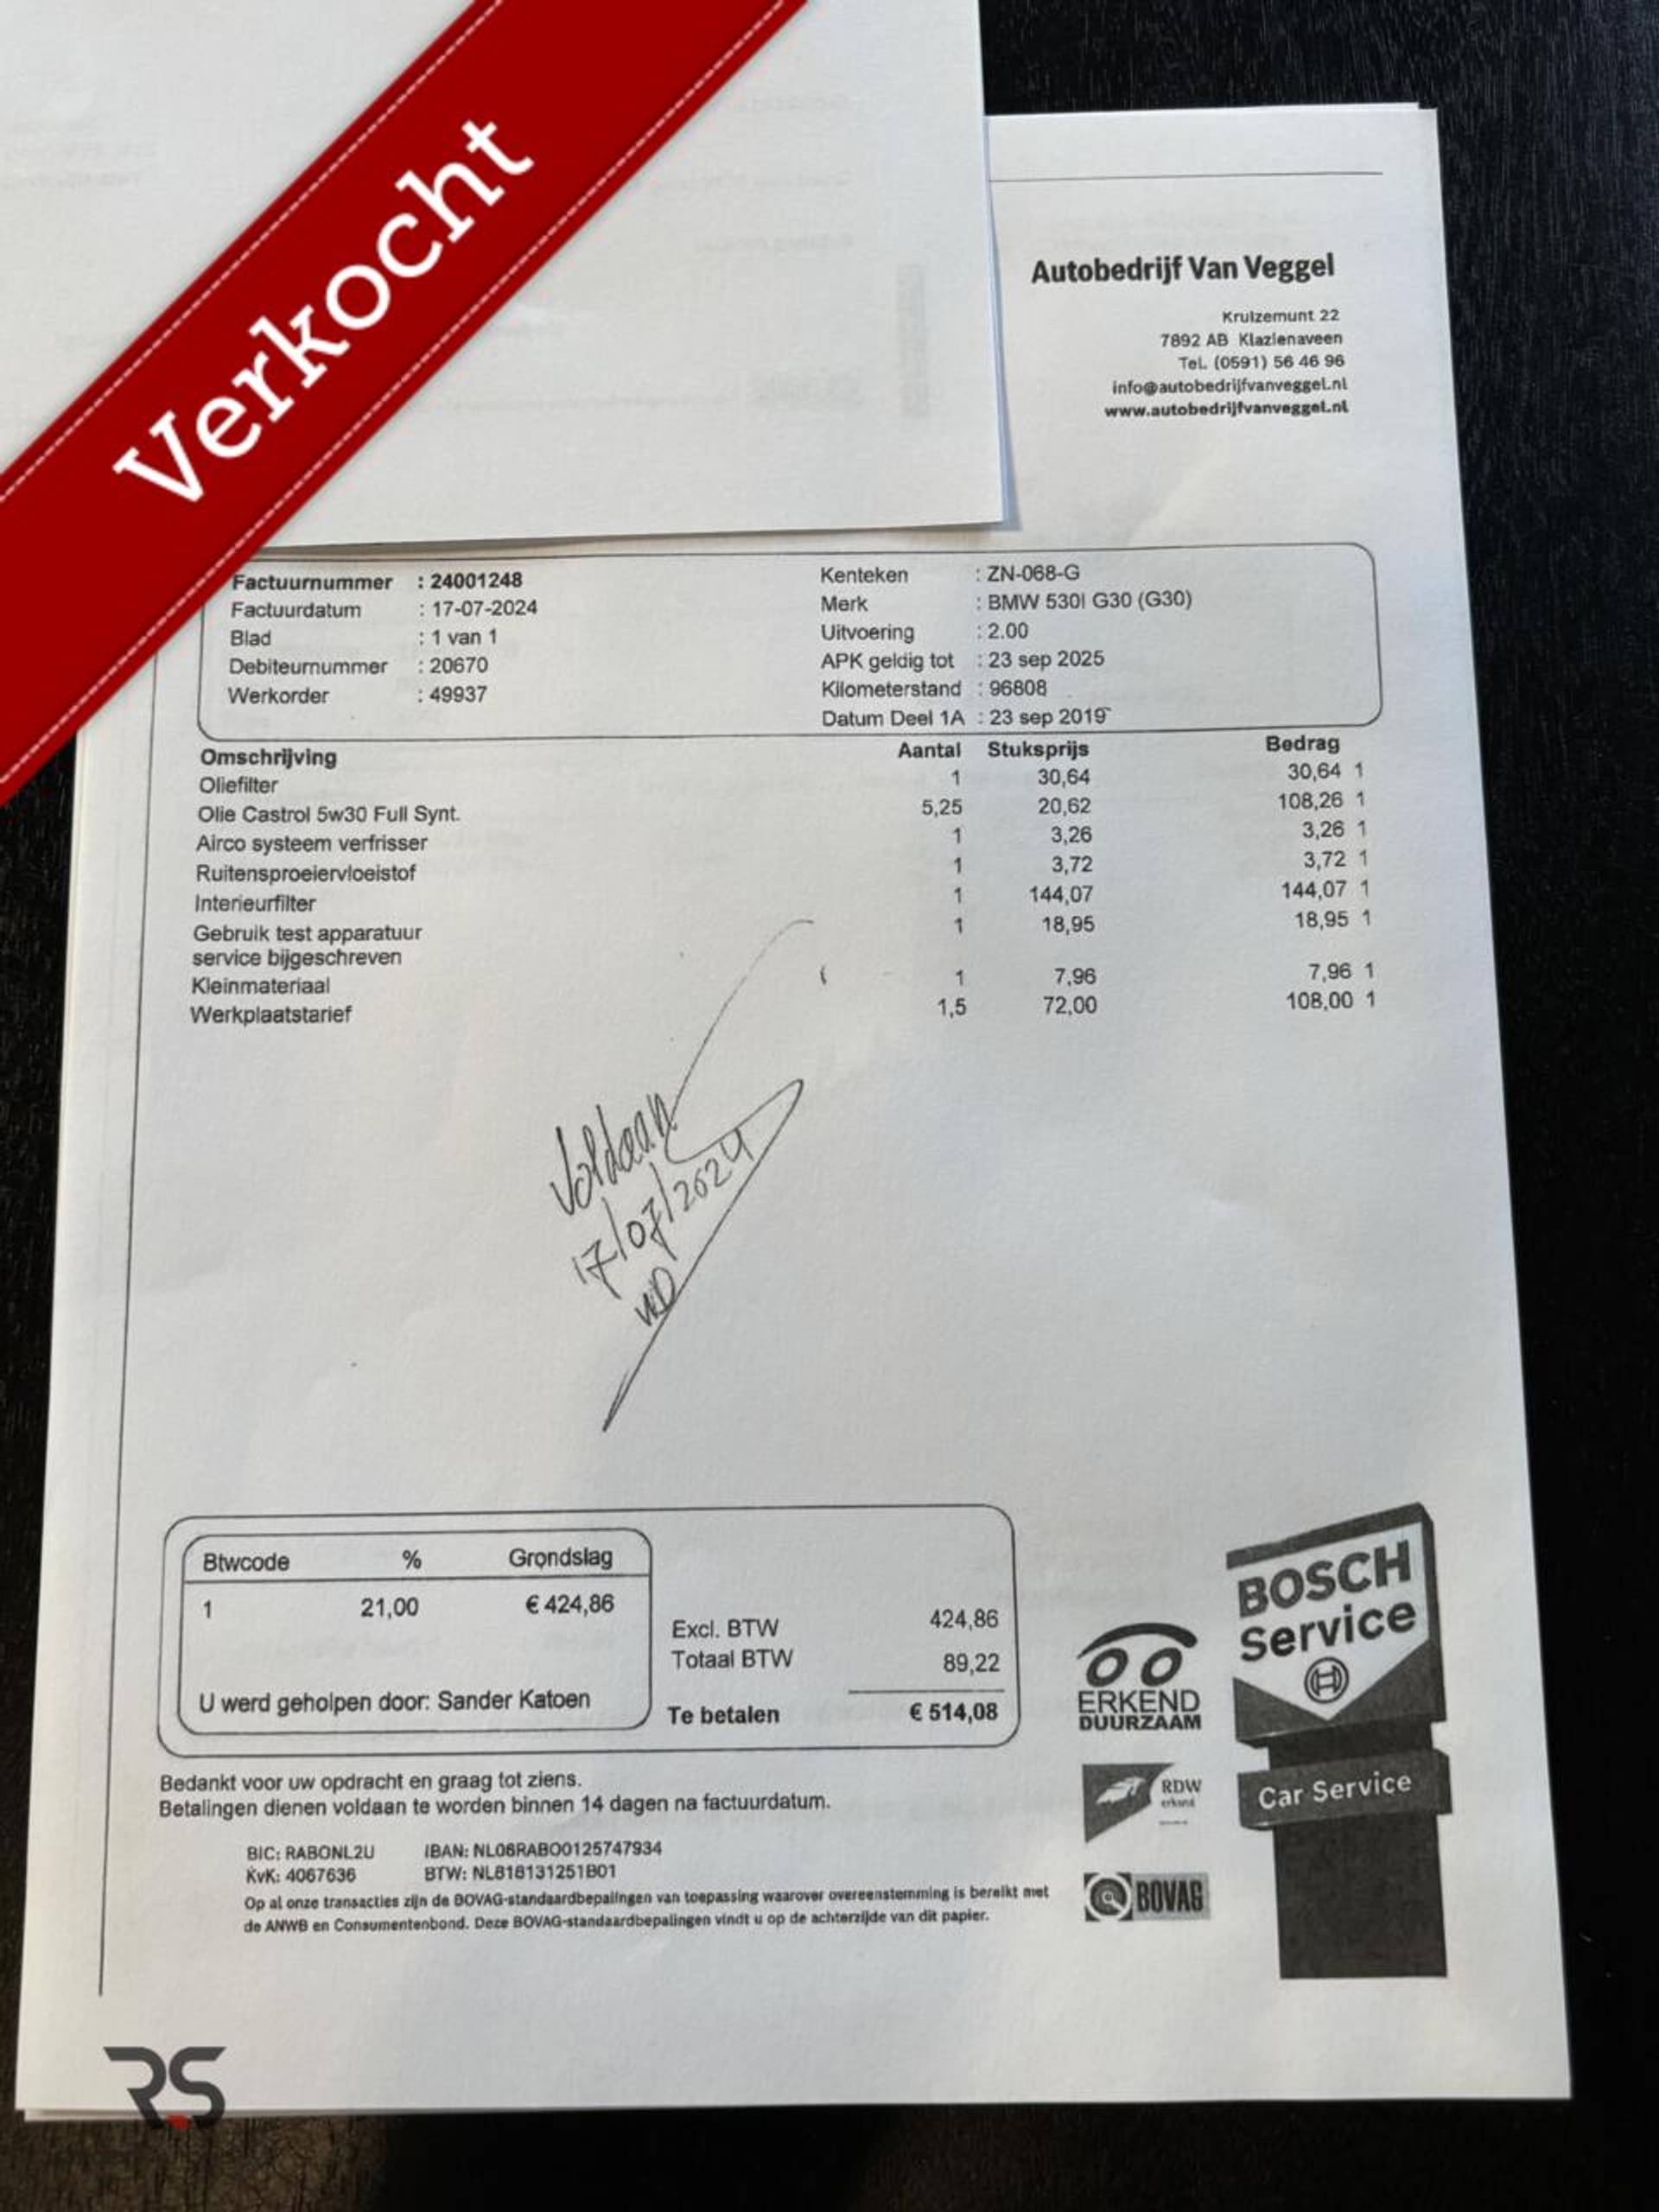 Verkocht
Autobedrijf Van Veggel
Kruizemunt 22
7892 AB Klazienaveen
Tel. (0591) 56 46 96
info@autobedrijfvanveggel.nl
www.autobedrijfvanveggel.nl
Factuurnummer : 24001248
Factuurdatum : 17-07-2024
Blad : 1 van 1
Debiteurnummer : 20670
Werkorder : 49937
Kenteken : ZN-068-G
Merk : BMW 530I G30 (G30)
Uitvoering : 2.00
APK geldig tot : 23 sep 2025
Kilometerstand : 96808
Datum Deel 1A : 23 sep 2019
Omschrijving Aantal Stuksprijs Bedrag
Oliefilter 1 30,64 30,64 1
Olie Castrol 5w30 Full Synt. 5,25 20,62 108,26 1
Airco systeem verfrisser 1 3,26 3,26 1
Ruitensproeiervloeistof 1 3,72 3,72 1
Interieurfilter 1 144,07 144,07 1
Gebruik test apparatuur 1 18,95 18,95 1
service bijgeschreven
Kleinmateriaal 1 7,96 7,96 1
Werkplaatstarief 1,5 72,00 108,00 1
Voldaan
17/07/2024
Btwcode % Grondslag
1 21,00 € 424,86
U werd geholpen door: Sander Katoen
Excl. BTW 424,86
Totaal BTW 89,22
Te betalen € 514,08
ERKEND
DUURZAAM
RDW
erkend
BOVAG
BOSCH
Service
Car Service
Bedankt voor uw opdracht en graag tot ziens.
Betalingen dienen voldaan te worden binnen 14 dagen na factuurdatum.
BIC: RABONL2U IBAN: NL06RABO0125747934
KvK: 4067636 BTW: NL818131251B01
Op al onze transacties zijn de BOVAG-standaardbepalingen van toepassing waarover overeenstemming is bereikt met
de ANWB en Consumentenbond. Deze BOVAG-standaardbepalingen vindt u op de achterzijde van dit papier.
RS